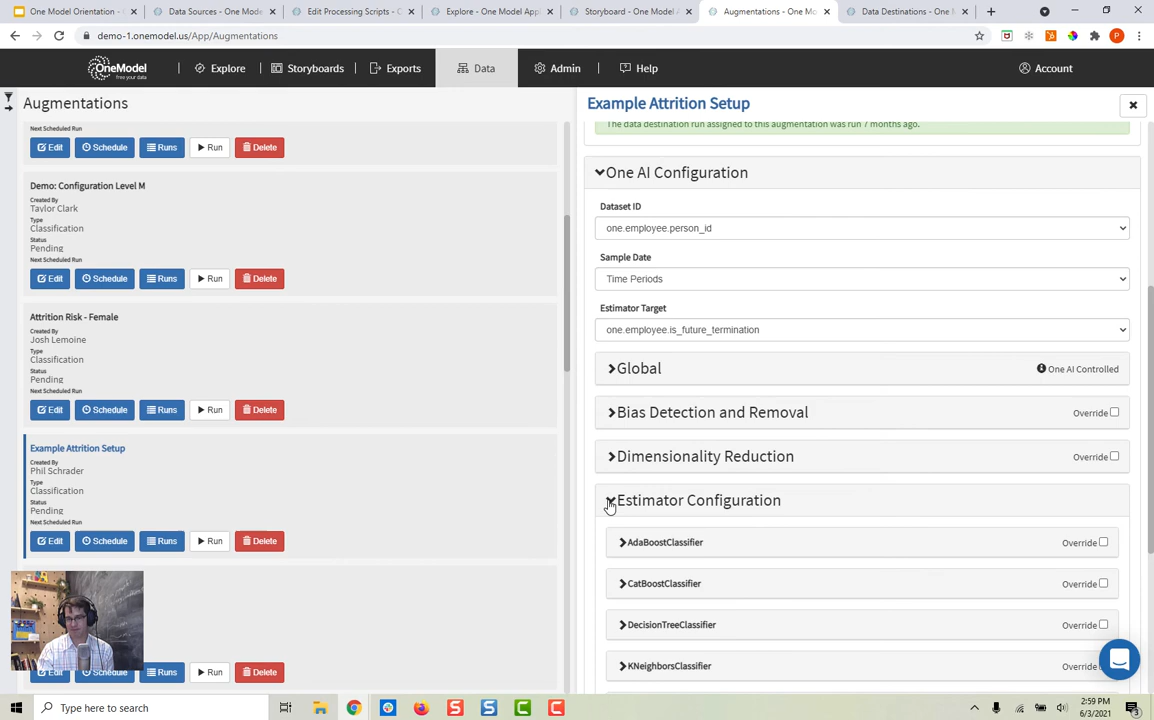 One Model Orientation -
Data Sources - One Mode
Edit Processing Scripts - C
Explore - One Model Appl
Storyboard - One Model A
Augmentations - One Mo
Data Destinations - One
demo-1.onemodel.us/App/Augmentations
P
OneModel
free your data
Explore
Storyboards
Exports
Data
Admin
Help
Account
Augmentations
Next Scheduled Run
Edit Schedule Runs Run Delete
Demo: Configuration Level M
Created By
Taylor Clark
Type
Classification
Status
Pending
Next Scheduled Run
Edit Schedule Runs Run Delete
Attrition Risk - Female
Created By
Josh Lemoine
Type
Classification
Status
Pending
Next Scheduled Run
Edit Schedule Runs Run Delete
Example Attrition Setup
Created By
Phil Schrader
Type
Classification
Status
Pending
Next Scheduled Run
Edit Schedule Runs Run Delete
Edit Schedule Runs Run Delete
Example Attrition Setup
The data destination run assigned to this augmentation was run 7 months ago.
One AI Configuration
Dataset ID
one.employee.person_id
Sample Date
Time Periods
Estimator Target
one.employee.is_future_termination
Global One AI Controlled
Bias Detection and Removal Override
Dimensionality Reduction Override
Estimator Configuration
AdaBoostClassifier Override
CatBoostClassifier Override
DecisionTreeClassifier Override
KNeighborsClassifier Override
Type here to search
2:59 PM
6/3/2021
3